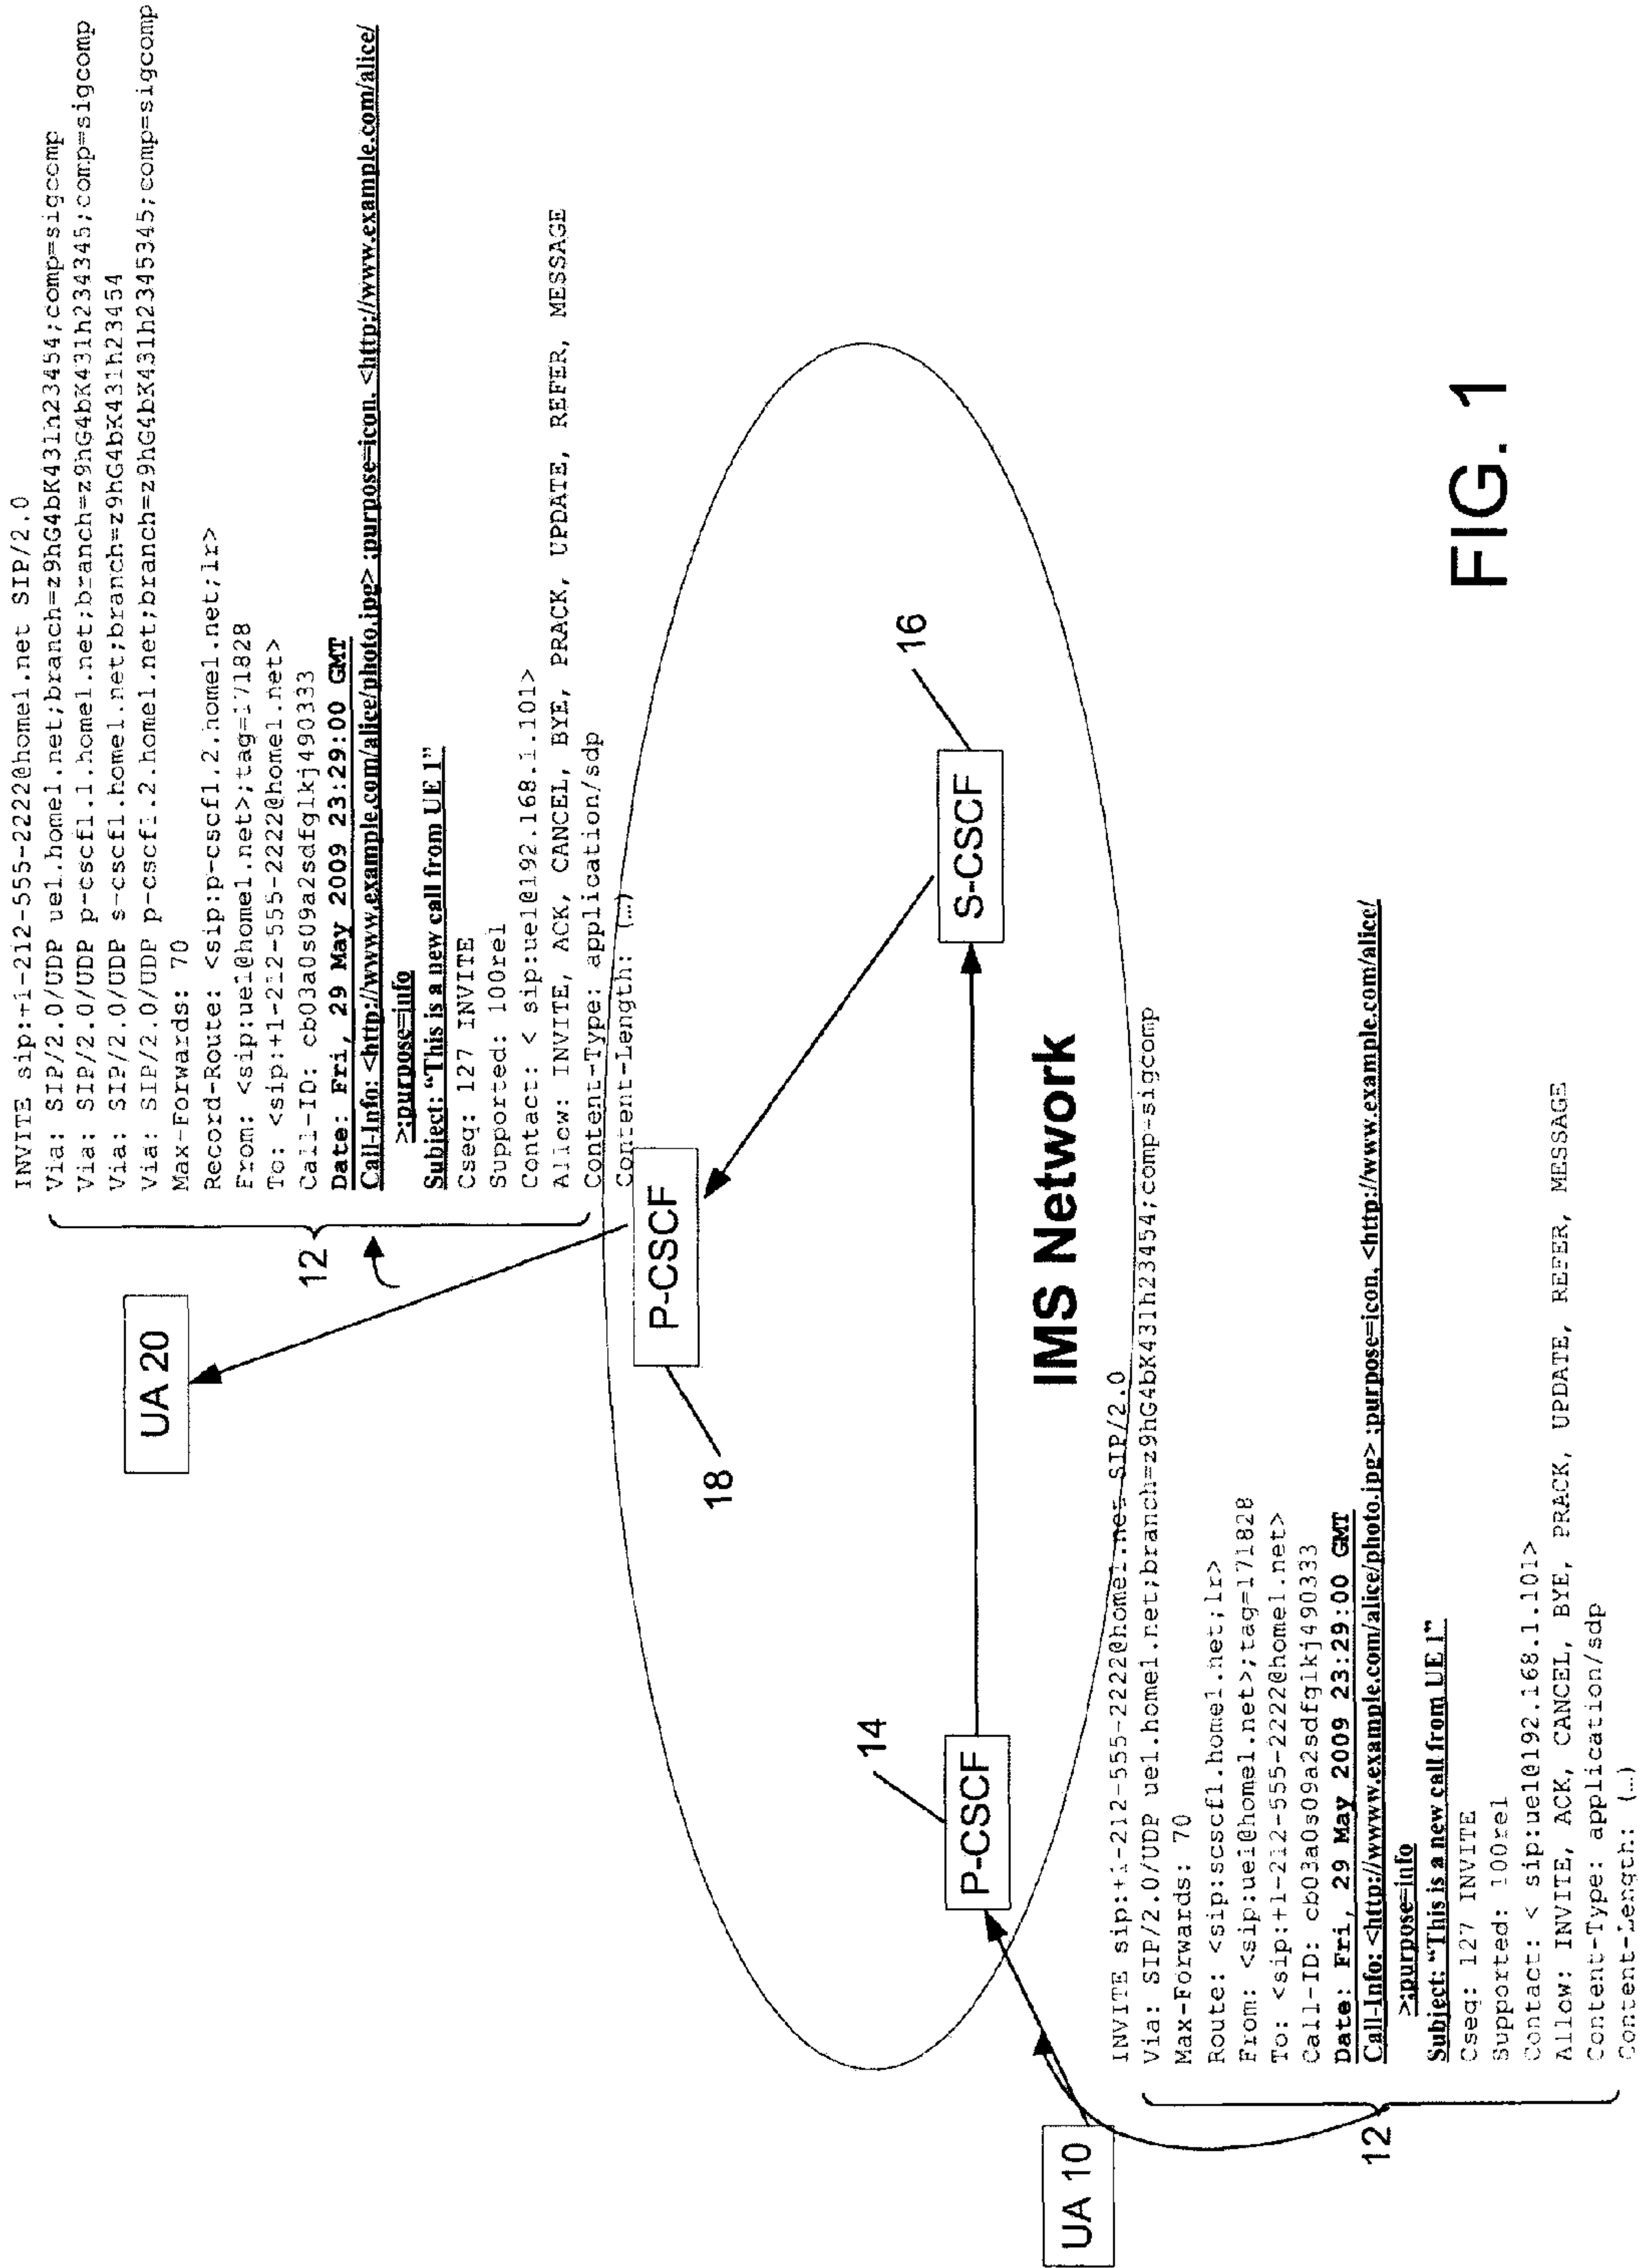 INVITE sip:+1-212-555-2222@home1.net SIP/2.0
Via: SIP/2.0/UDP ue1.home1.net;branch=z9hG4bK431h23454;comp=sigcomp
Via: SIP/2.0/UDP p-cscf1.1.home1.net;branch=z9hG4bK431h234345;comp=sigcomp
Via: SIP/2.0/UDP s-cscf1.home1.net;branch=z9hG4bK431h23454
Via: SIP/2.0/UDP p-cscf1.2.home1.net;branch=z9hG4bK431h2345345;comp=sigcomp
Max-Forwards: 70
Record-Route: <sip:p-cscf1.2.home1.net;lr>
From: <sip:ue1@home1.net>;tag=171828
To: <sip:+1-212-555-2222@home1.net>
Call-ID: cb03a0s09a2sdfglkj490333
Date: Fri, 29 May 2009 23:29:00 GMT
Call-Info: <http://www.example.com/alice/photo.jpg> ;purpose=icon, <http://www.example.com/alice/
>;purpose=info
Subject: “This is a new call from UE 1”
Cseq: 127 INVITE
Supported: 100rel
Contact: < sip:ue1@192.168.1.101>
Allow: INVITE, ACK, CANCEL, BYE, PRACK, UPDATE, REFER, MESSAGE
Content-Type: application/sdp
Content-Length: (…)
12
UA 20
P-CSCF
18
S-CSCF
16
P-CSCF
14
IMS Network
UA 10
12
INVITE sip:+1-212-555-2222@home1.net SIP/2.0
Via: SIP/2.0/UDP ue1.home1.net;branch=z9hG4bK431h23454;comp=sigcomp
Max-Forwards: 70
Route: <sip:scscf1.home1.net;lr>
From: <sip:ue1@home1.net>;tag=171828
To: <sip:+1-212-555-2222@home1.net>
Call-ID: cb03a0s09a2sdfglkj490333
Date: Fri, 29 May 2009 23:29:00 GMT
Call-Info: <http://www.example.com/alice/photo.jpg> ;purpose=icon, <http://www.example.com/alice/
>;purpose=info
Subject: “This is a new call from UE 1”
Cseq: 127 INVITE
Supported: 100rel
Contact: < sip:ue1@192.168.1.101>
Allow: INVITE, ACK, CANCEL, BYE, PRACK, UPDATE, REFER, MESSAGE
Content-Type: application/sdp
Content-Length: (…)
FIG. 1